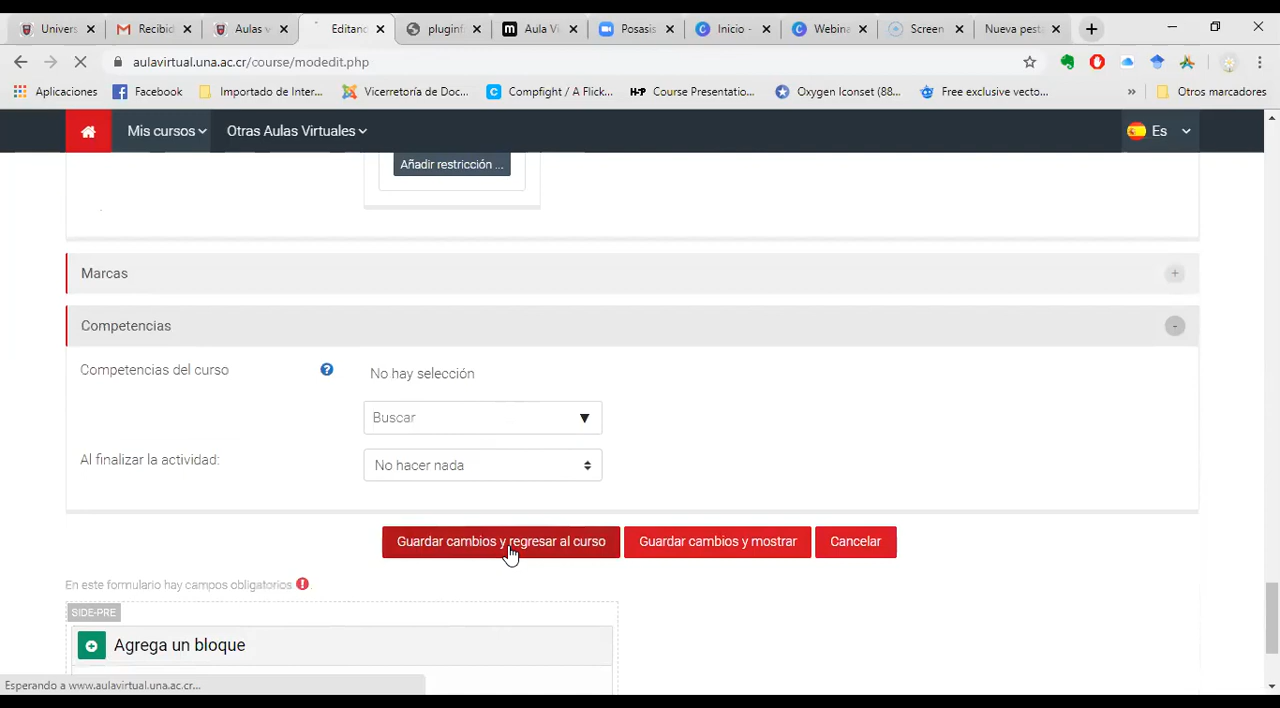 Univers
Recibid
Aulas v
Editanc
pluginf
Aula Vi
Posasis
Inicio -
Webina
Screen
Nueva pest
aulavirtual.una.ac.cr/course/modedit.php
Aplicaciones
Facebook
Importado de Inter...
Vicerretoría de Doc...
Compfight / A Flick...
H-P Course Presentatio...
Oxygen Iconset (88...
Free exclusive vecto...
»
Otros marcadores
Mis cursos
Otras Aulas Virtuales
Es
Añadir restricción ...
Marcas
Competencias
Competencias del curso
No hay selección
Buscar
Al finalizar la actividad:
No hacer nada
Guardar cambios y regresar al curso
Guardar cambios y mostrar
Cancelar
En este formulario hay campos obligatorios
SIDE-PRE
Agrega un bloque
Esperando a www.aulavirtual.una.ac.cr...